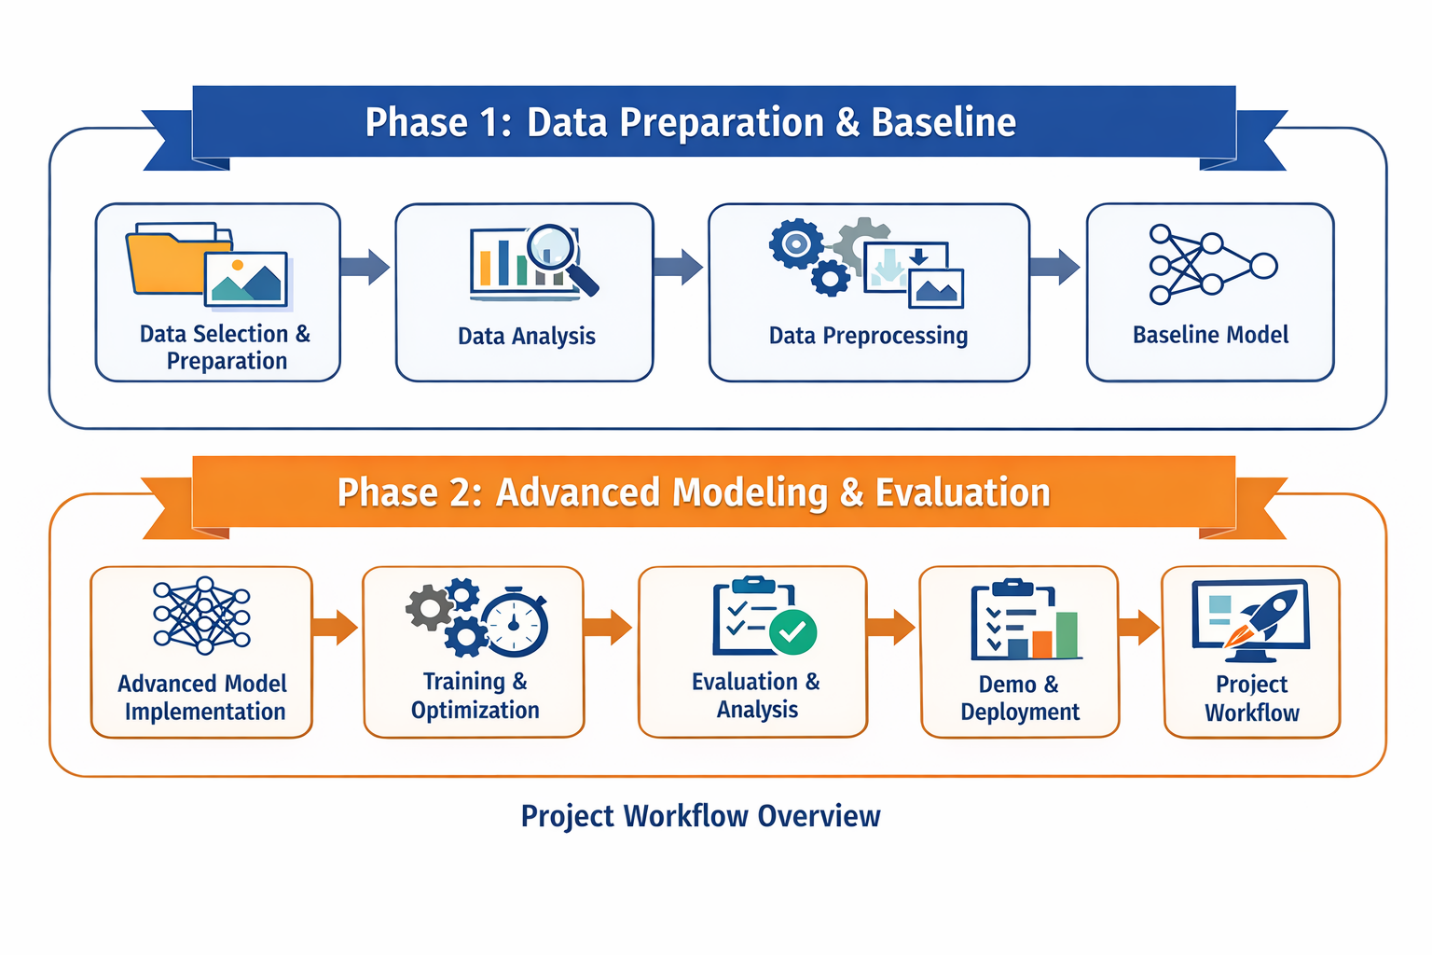 Phase 1: Data Preparation & Baseline
Data Selection &
Preparation
Data Analysis
Data Preprocessing
Baseline Model
Phase 2: Advanced Modeling & Evaluation
Advanced Model
Implementation
Training &
Optimization
Evaluation &
Analysis
Demo &
Deployment
Project
Workflow
Project Workflow Overview